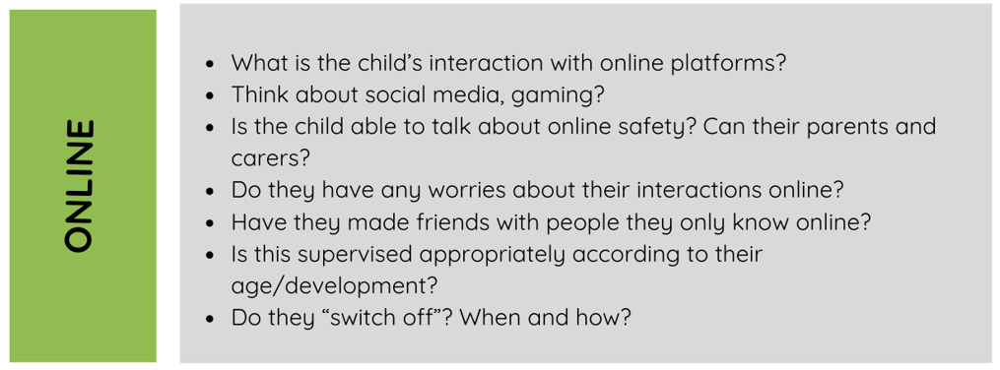 ONLINE
• What is the child’s interaction with online platforms?
• Think about social media, gaming?
• Is the child able to talk about online safety? Can their parents and
carers?
• Do they have any worries about their interactions online?
• Have they made friends with people they only know online?
• Is this supervised appropriately according to their
age/development?
• Do they “switch off”? When and how?